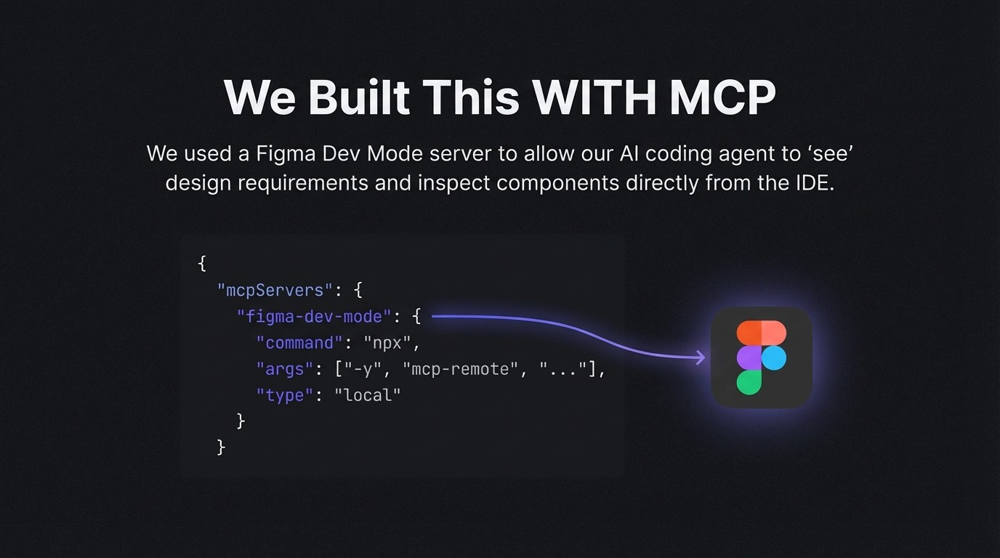 We Built This WITH MCP
We used a Figma Dev Mode server to allow our AI coding agent to ‘see’
design requirements and inspect components directly from the IDE.
{
  "mcpServers": {
    "figma-dev-mode": {
      "command": "npx",
      "args": ["-y", "mcp-remote", "..."],
      "type": "local"
    }
  }